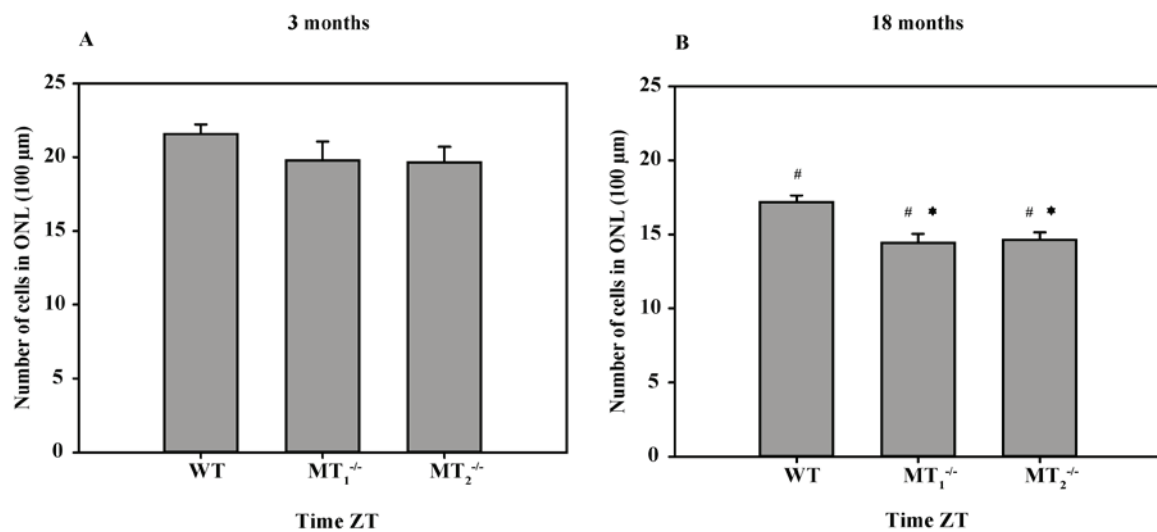 3 months
A
Number of cells in ONL (100 µm)
25
20
15
10
5
0
WT MT₁⁻/⁻ MT₂⁻/⁻
Time ZT
18 months
B
Number of cells in ONL (100 µm)
25
20
15
10
5
0
#
# *
# *
WT MT₁⁻/⁻ MT₂⁻/⁻
Time ZT